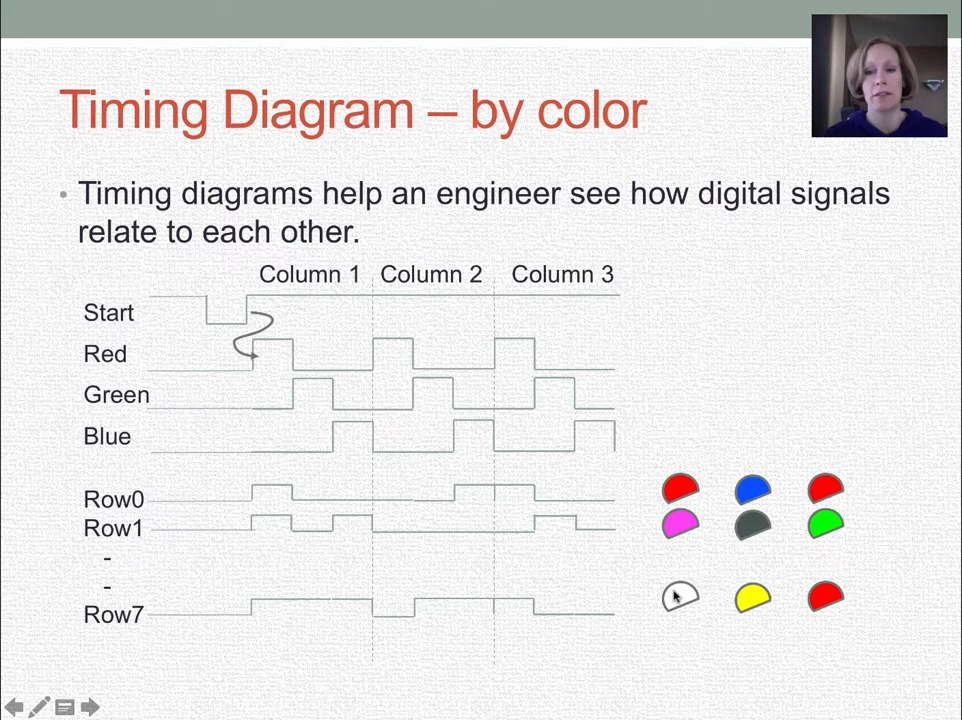 Timing Diagram – by color
• Timing diagrams help an engineer see how digital signals
relate to each other.
Column 1 Column 2 Column 3
Start
Red
Green
Blue
Row0
Row1
-
-
Row7